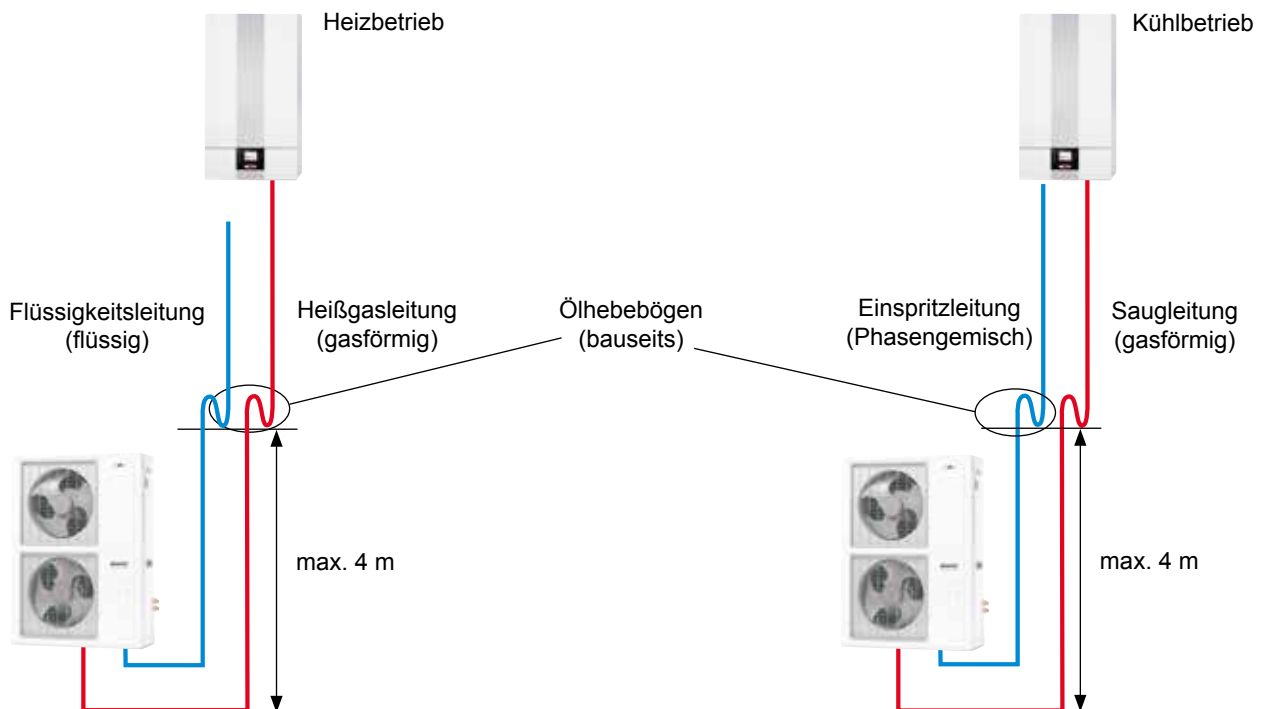 Heizbetrieb
Kühlbetrieb
Flüssigkeitsleitung
(flüssig)
Heißgasleitung
(gasförmig)
Ölhebebögen
(bauseits)
Einspritzleitung
(Phasengemisch)
Saugleitung
(gasförmig)
max. 4 m
max. 4 m